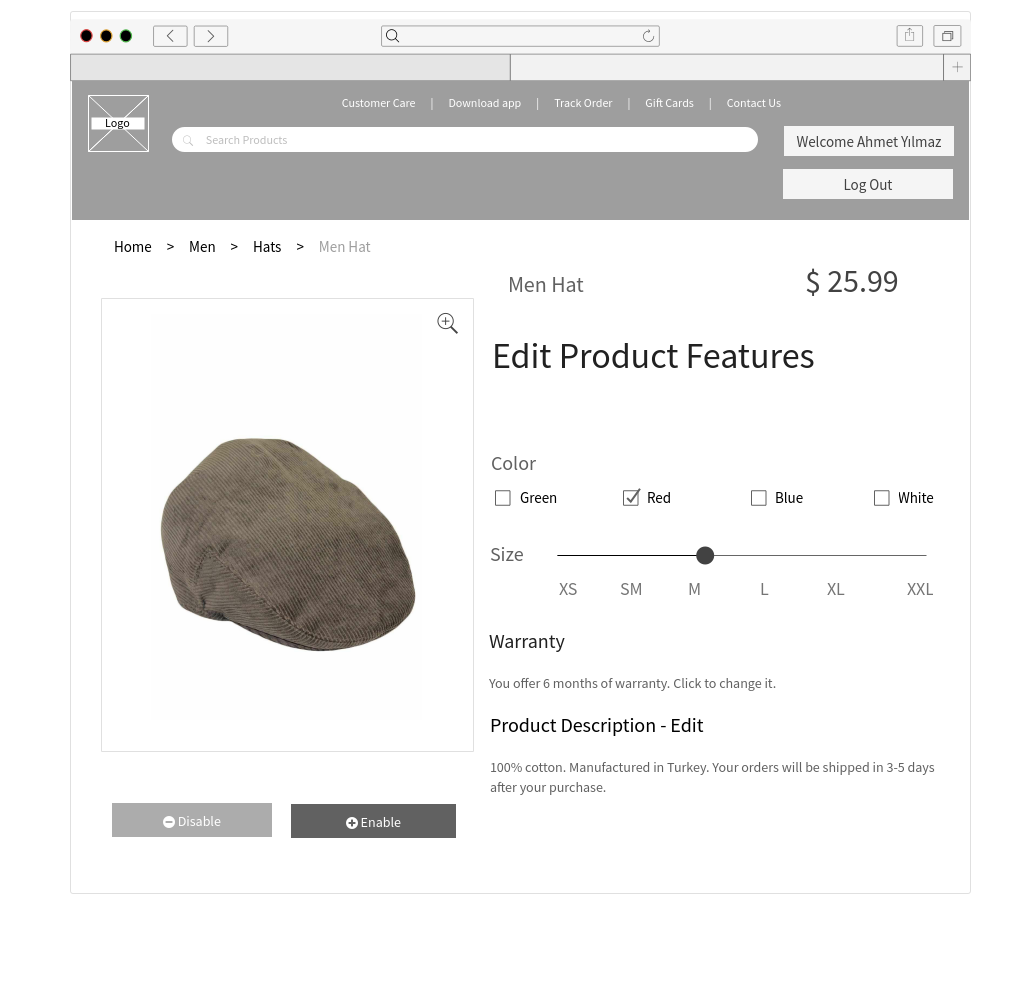 Customer Care | Download app | Track Order | Gift Cards | Contact Us
Logo
Search Products
Welcome Ahmet Yılmaz
Log Out
Home > Men > Hats > Men Hat
Men Hat
$ 25.99
Edit Product Features
Color
Green Red Blue White
Size
XS SM M L XL XXL
Warranty
You offer 6 months of warranty. Click to change it.
Product Description - Edit
100% cotton. Manufactured in Turkey. Your orders will be shipped in 3-5 days
after your purchase.
Disable
Enable